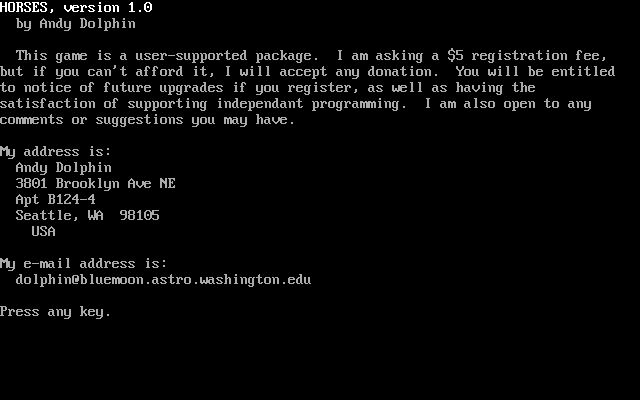 HORSES, version 1.0
by Andy Dolphin
This game is a user-supported package.  I am asking a $5 registration fee,
but if you can't afford it, I will accept any donation.  You will be entitled
to notice of future upgrades if you register, as well as having the
satisfaction of supporting independant programming.  I am also open to any
comments or suggestions you may have.
My address is:
Andy Dolphin
3801 Brooklyn Ave NE
Apt B124-4
Seattle, WA  98105
USA
My e-mail address is:
dolphin@bluemoon.astro.washington.edu
Press any key.